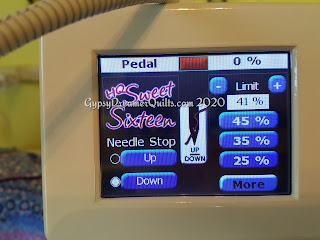 Pedal 0 %
HQ Sweet
Sixteen
- Limit +
41 %
GypsyDreamerQuilts.com 2020
45 %
35 %
25 %
Needle Stop
Up
Down
UP
DOWN
More